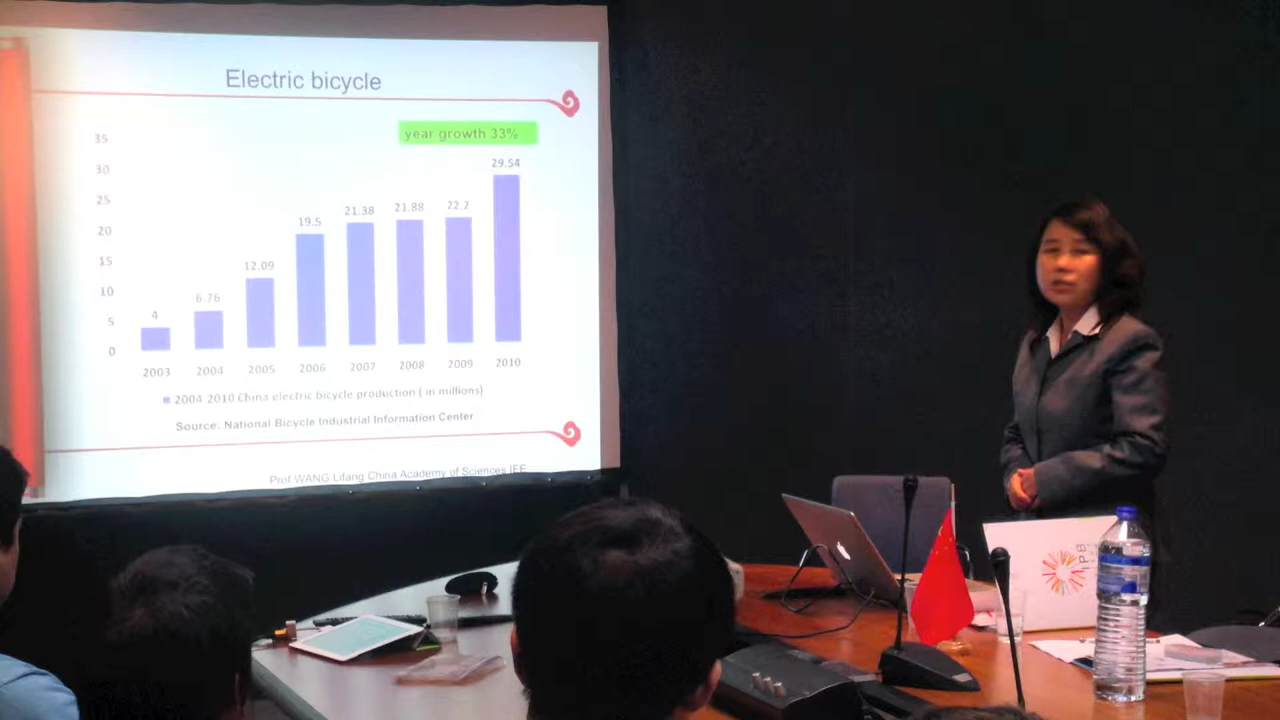 Electric bicycle
year growth 33%
35
30
25
20
15
10
5
0
4
6.76
12.09
19.5
21.38
21.88
22.2
29.54
2003 2004 2005 2006 2007 2008 2009 2010
2004 2010 China electric bicycle production ( in millions)
Source: National Bicycle Industrial Information Center
Prof WANG Lifang China Academy of Sciences IEE
IPB